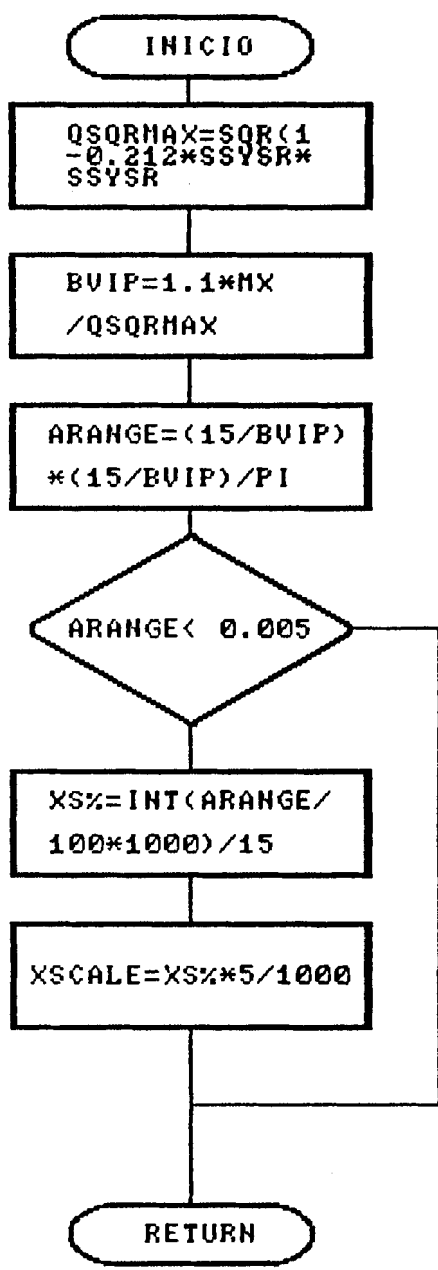 INICIO
QSQRMAX=SQR(1
-0.212*SSYSR*
SSYSR
BVIP=1.1*MX
/QSQRMAX
ARANGE=(15/BVIP)
*(15/BVIP)/PI
ARANGE< 0.005
XS%=INT(ARANGE/
100*1000)/15
XSCALE=XS%*5/1000
RETURN